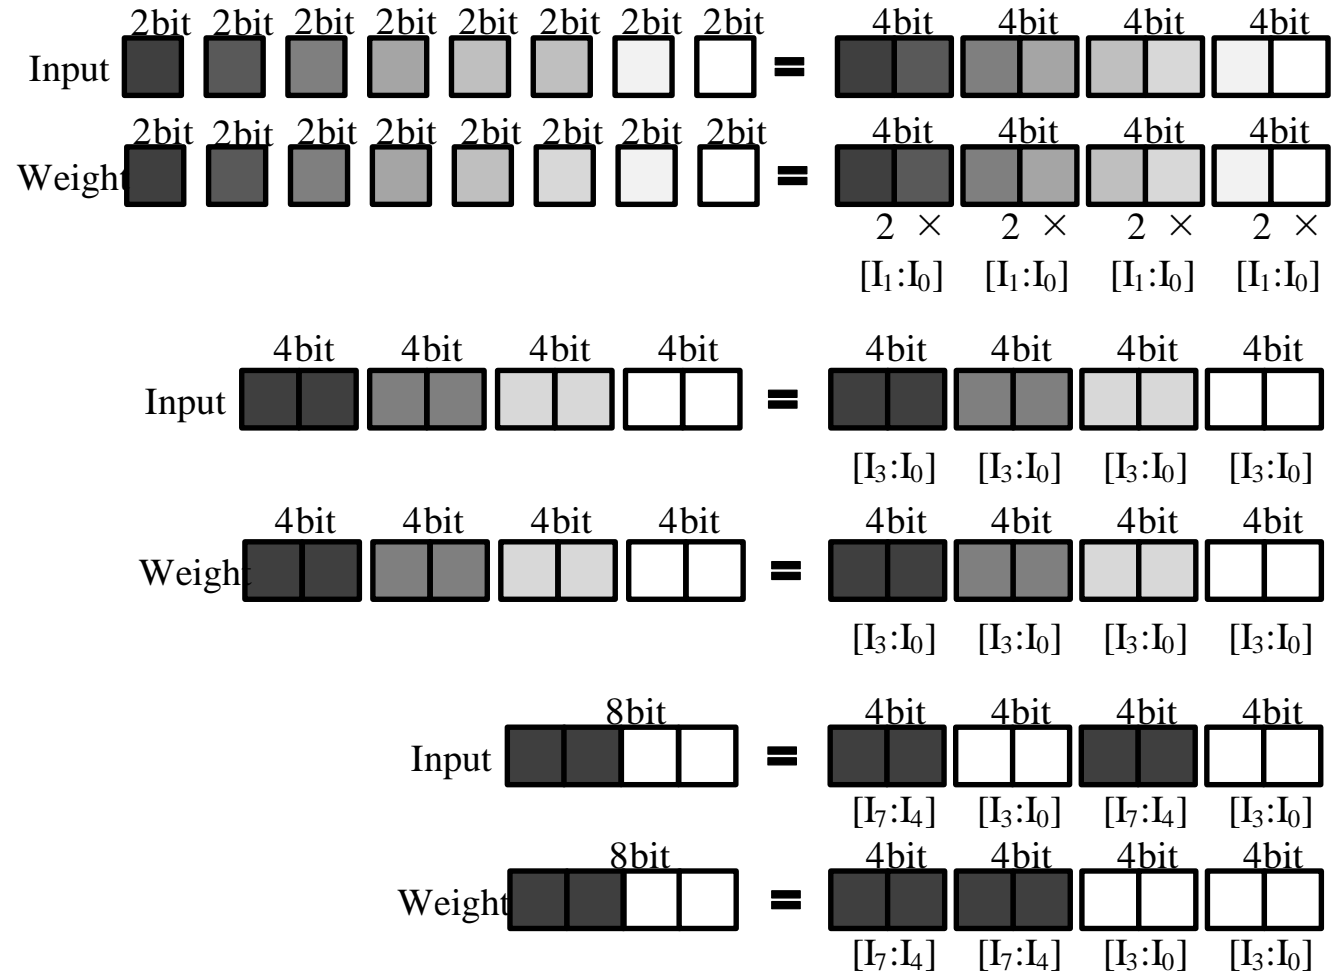 2bit 2bit 2bit 2bit 2bit 2bit 2bit 2bit 4bit 4bit 4bit 4bit
Input = 
2bit 2bit 2bit 2bit 2bit 2bit 2bit 2bit 4bit 4bit 4bit 4bit
Weight =
2 × 2 × 2 × 2 ×
[I₁:I₀] [I₁:I₀] [I₁:I₀] [I₁:I₀]
4bit 4bit 4bit 4bit 4bit 4bit 4bit 4bit
Input =
[I₃:I₀] [I₃:I₀] [I₃:I₀] [I₃:I₀]
4bit 4bit 4bit 4bit 4bit 4bit 4bit 4bit
Weight =
[I₃:I₀] [I₃:I₀] [I₃:I₀] [I₃:I₀]
8bit 4bit 4bit 4bit 4bit
Input =
[I₇:I₄] [I₃:I₀] [I₇:I₄] [I₃:I₀]
8bit 4bit 4bit 4bit 4bit
Weight =
[I₇:I₄] [I₇:I₄] [I₃:I₀] [I₃:I₀]